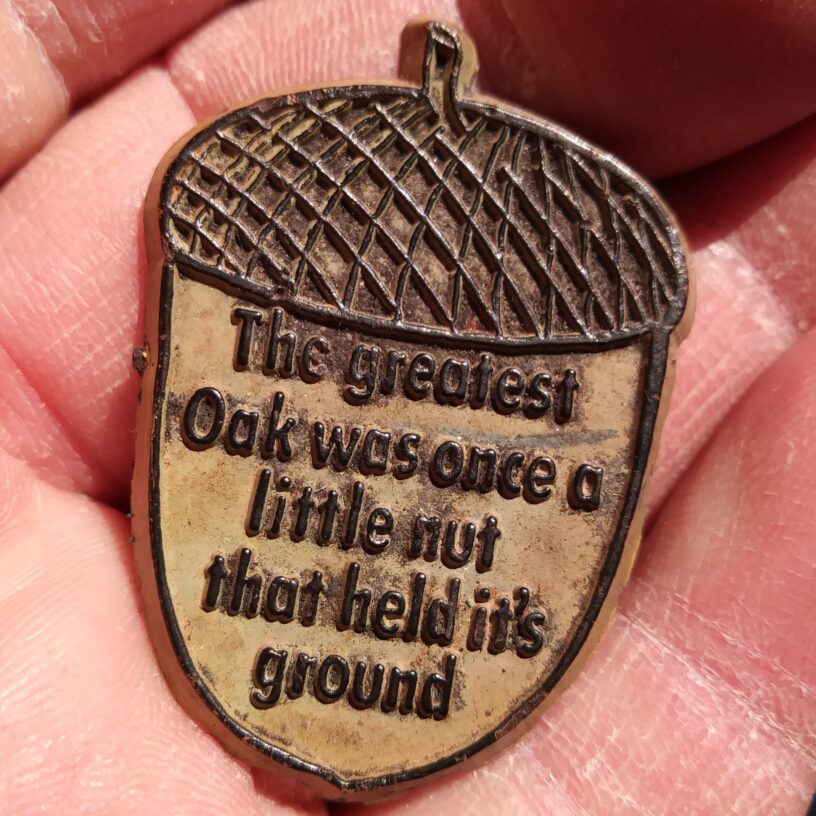 The greatest
Oak was once a
little nut
that held it's
ground